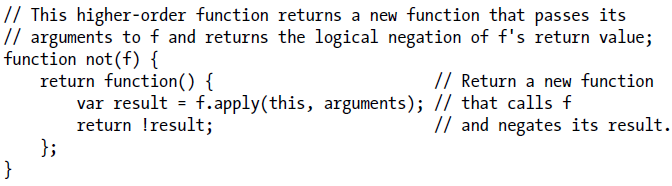 // This higher-order function returns a new function that passes its
// arguments to f and returns the logical negation of f's return value;
function not(f) {
    return function() {                        // Return a new function
        var result = f.apply(this, arguments); // that calls f
        return !result;                        // and negates its result.
    };
}